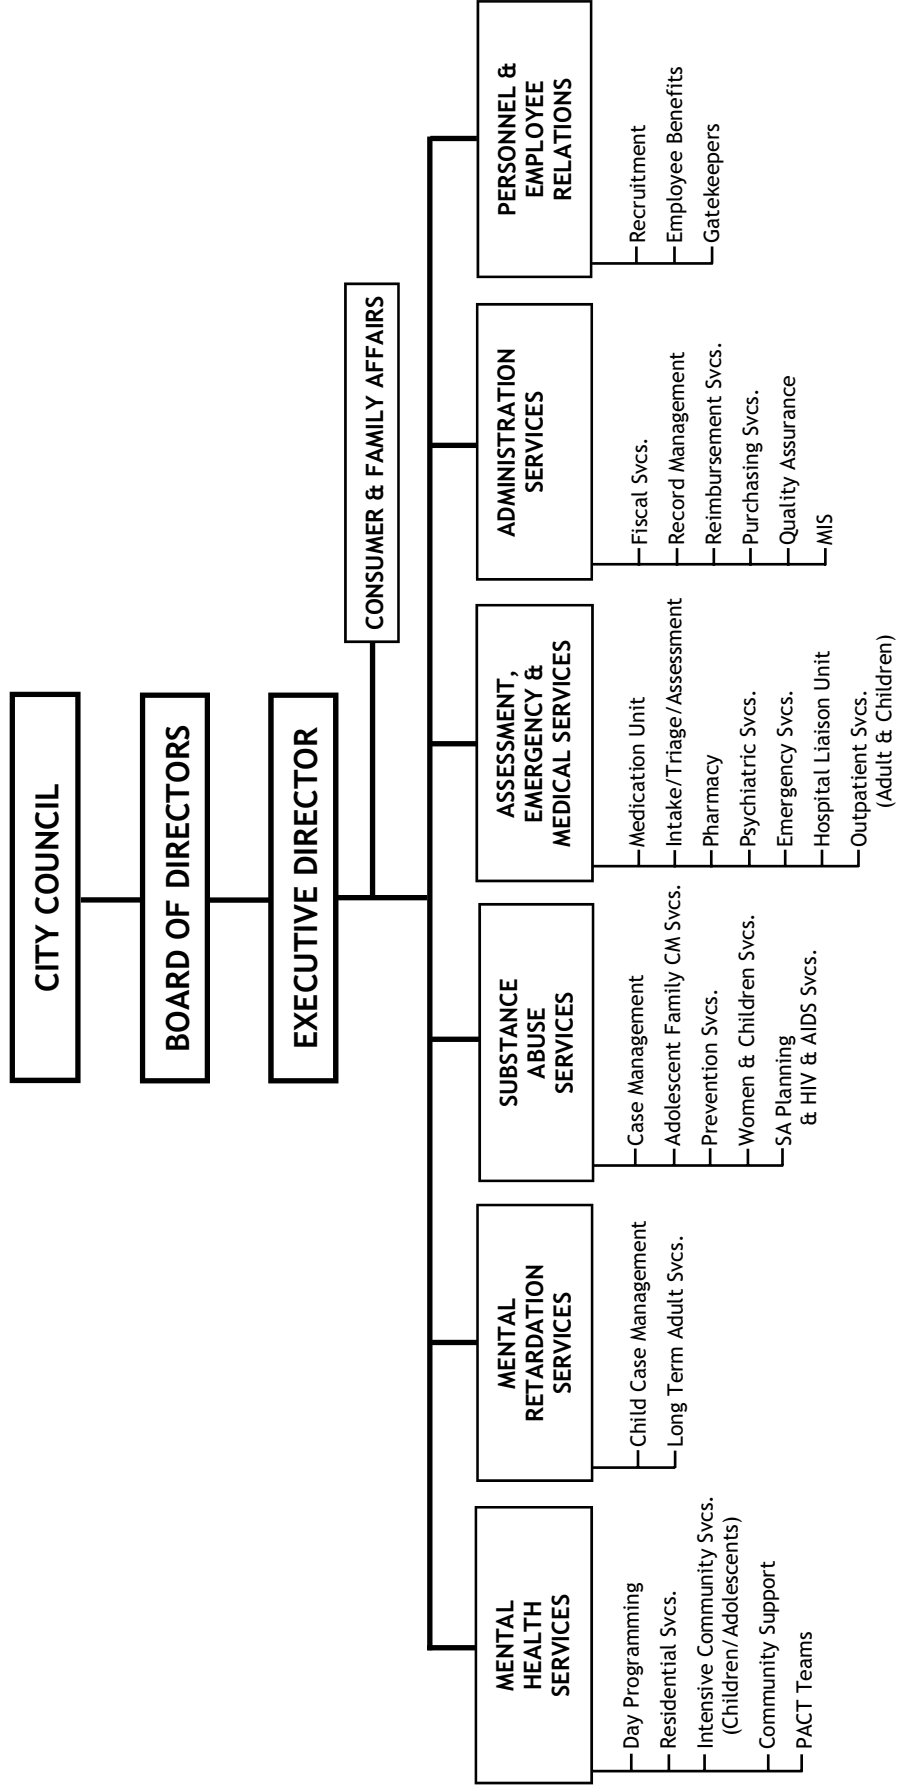 CITY COUNCIL
BOARD OF DIRECTORS
EXECUTIVE DIRECTOR
CONSUMER & FAMILY AFFAIRS
MENTAL
HEALTH
SERVICES
Day Programming
Residential Svcs.
Intensive Community Svcs.
(Children/Adolescents)
Community Support
PACT Teams
MENTAL
RETARDATION
SERVICES
Child Case Management
Long Term Adult Svcs.
SUBSTANCE
ABUSE
SERVICES
Case Management
Adolescent Family CM Svcs.
Prevention Svcs.
Women & Children Svcs.
SA Planning
& HIV & AIDS Svcs.
ASSESSMENT,
EMERGENCY &
MEDICAL SERVICES
Medication Unit
Intake/Triage/Assessment
Pharmacy
Psychiatric Svcs.
Emergency Svcs.
Hospital Liaison Unit
Outpatient Svcs.
(Adult & Children)
ADMINISTRATION
SERVICES
Fiscal Svcs.
Record Management
Reimbursement Svcs.
Purchasing Svcs.
Quality Assurance
MIS
PERSONNEL &
EMPLOYEE
RELATIONS
Recruitment
Employee Benefits
Gatekeepers